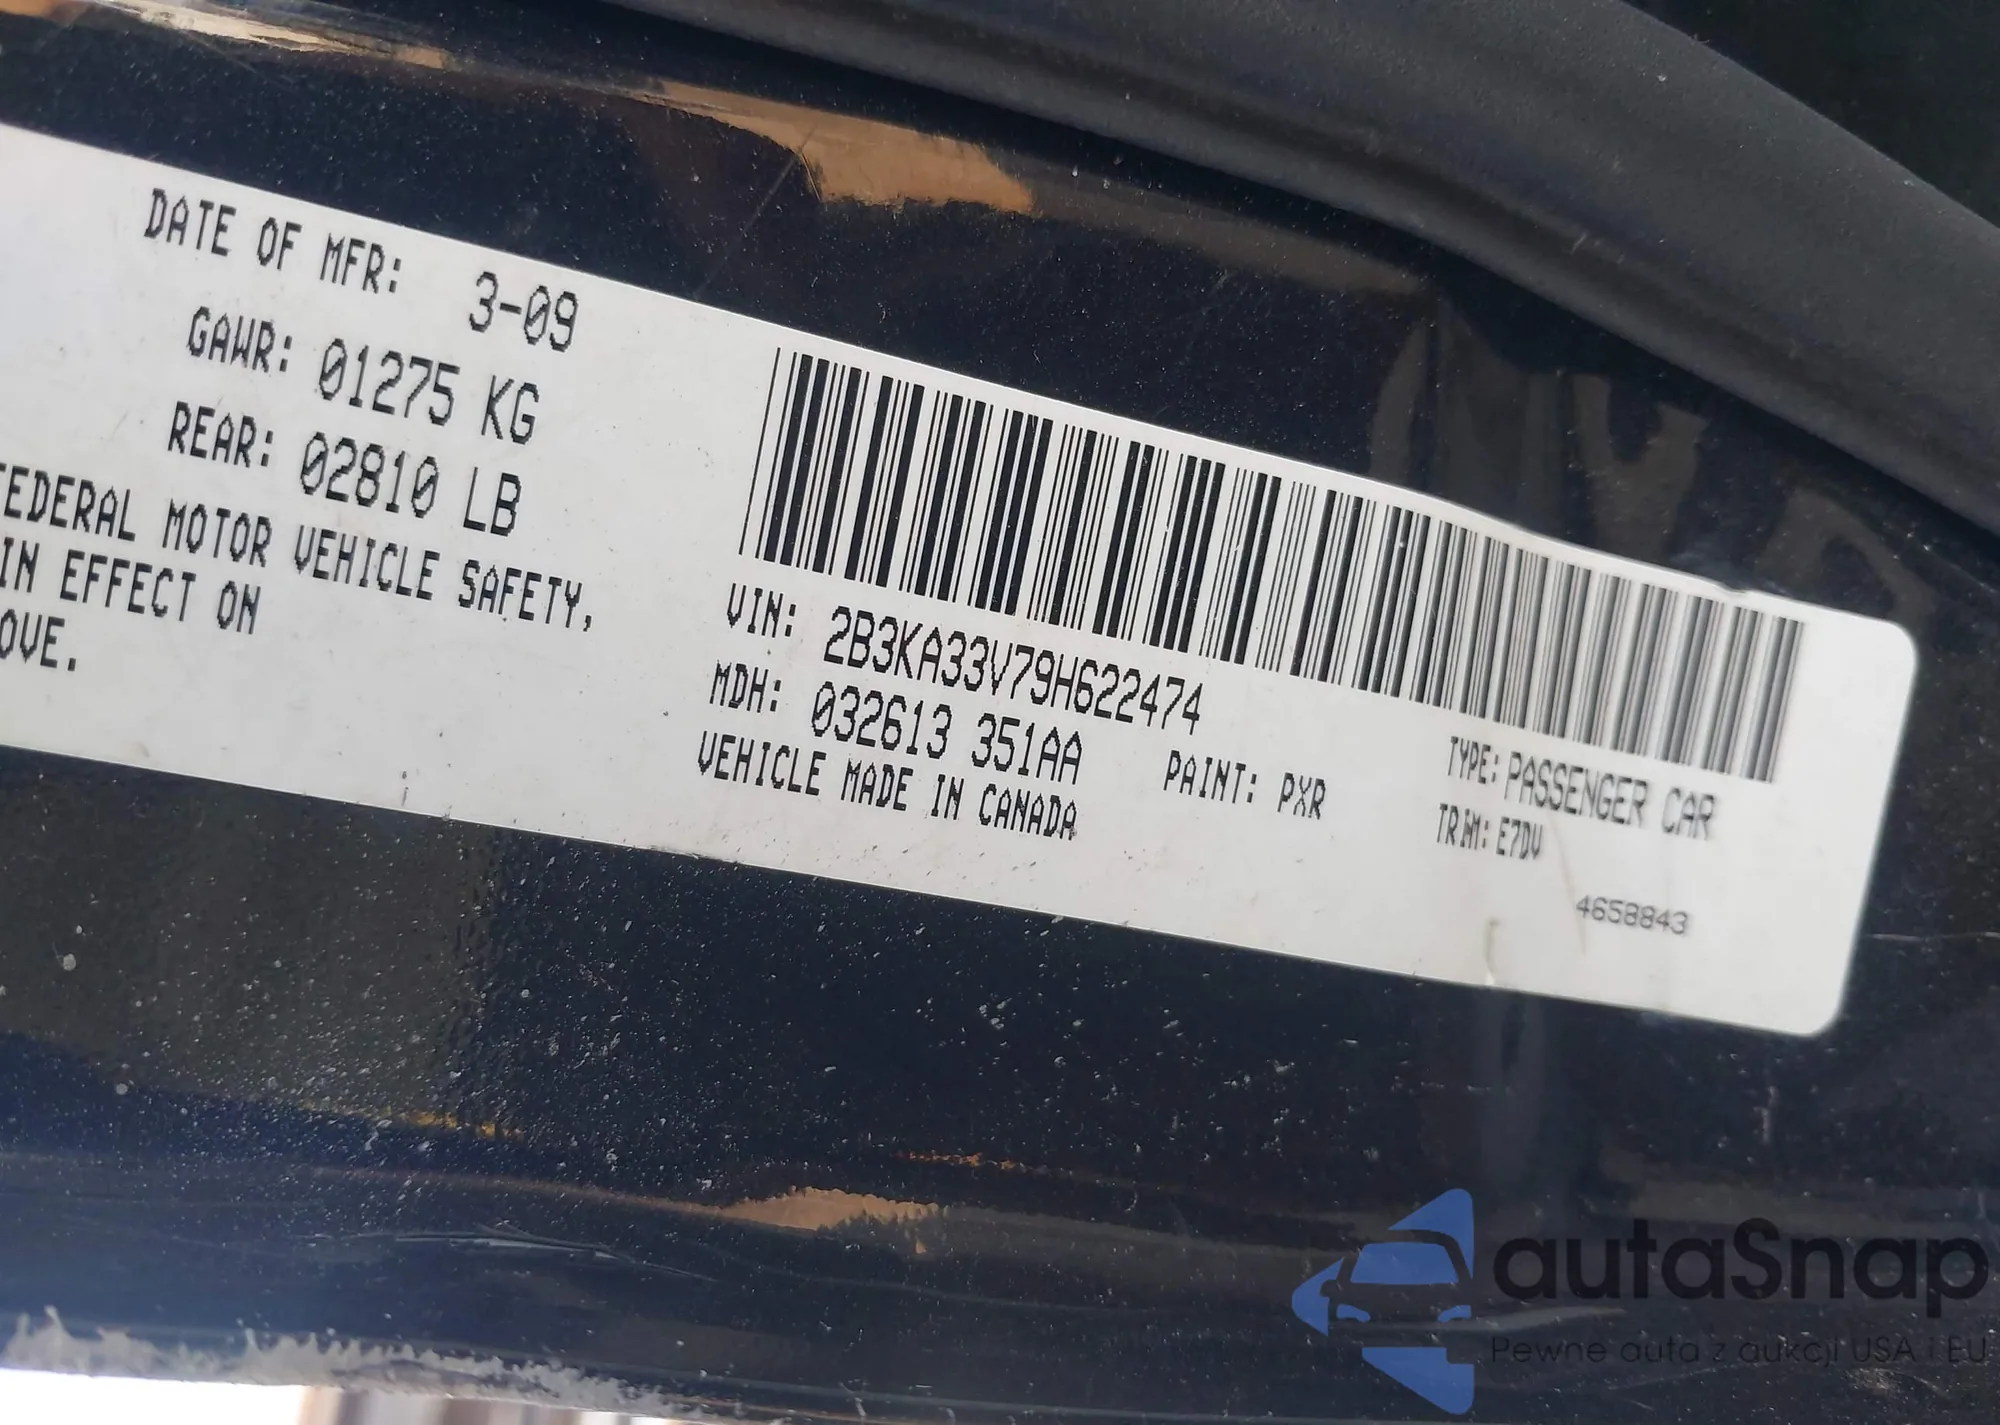 DATE OF MFR: 3-09
GAWR: 01275 KG
REAR: 02810 LB
FEDERAL MOTOR VEHICLE SAFETY,
IN EFFECT ON
OVE.
VIN: 2B3KA33V79H622474
MDH: 032613 351AA
VEHICLE MADE IN CANADA
PAINT: PXR
TYPE: PASSENGER CAR
TRIM: E7DV
4658843
autaSnap
Pewne auta z aukcji USA i EU